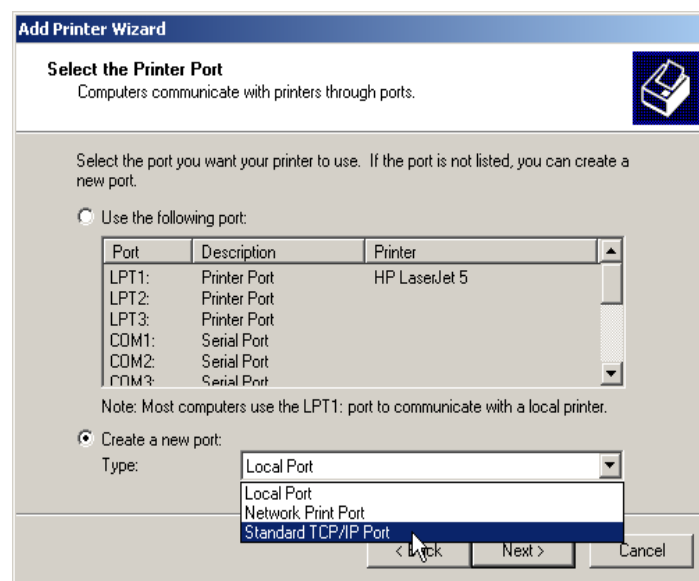 Add Printer Wizard
Select the Printer Port
Computers communicate with printers through ports.
Select the port you want your printer to use. If the port is not listed, you can create a
new port.
Use the following port:
Port Description Printer
LPT1: Printer Port HP LaserJet 5
LPT2: Printer Port
LPT3: Printer Port
COM1: Serial Port
COM2: Serial Port
COM3: Serial Port
Note: Most computers use the LPT1: port to communicate with a local printer.
Create a new port:
Type: Local Port
Local Port
Network Print Port
Standard TCP/IP Port
< Back Next > Cancel